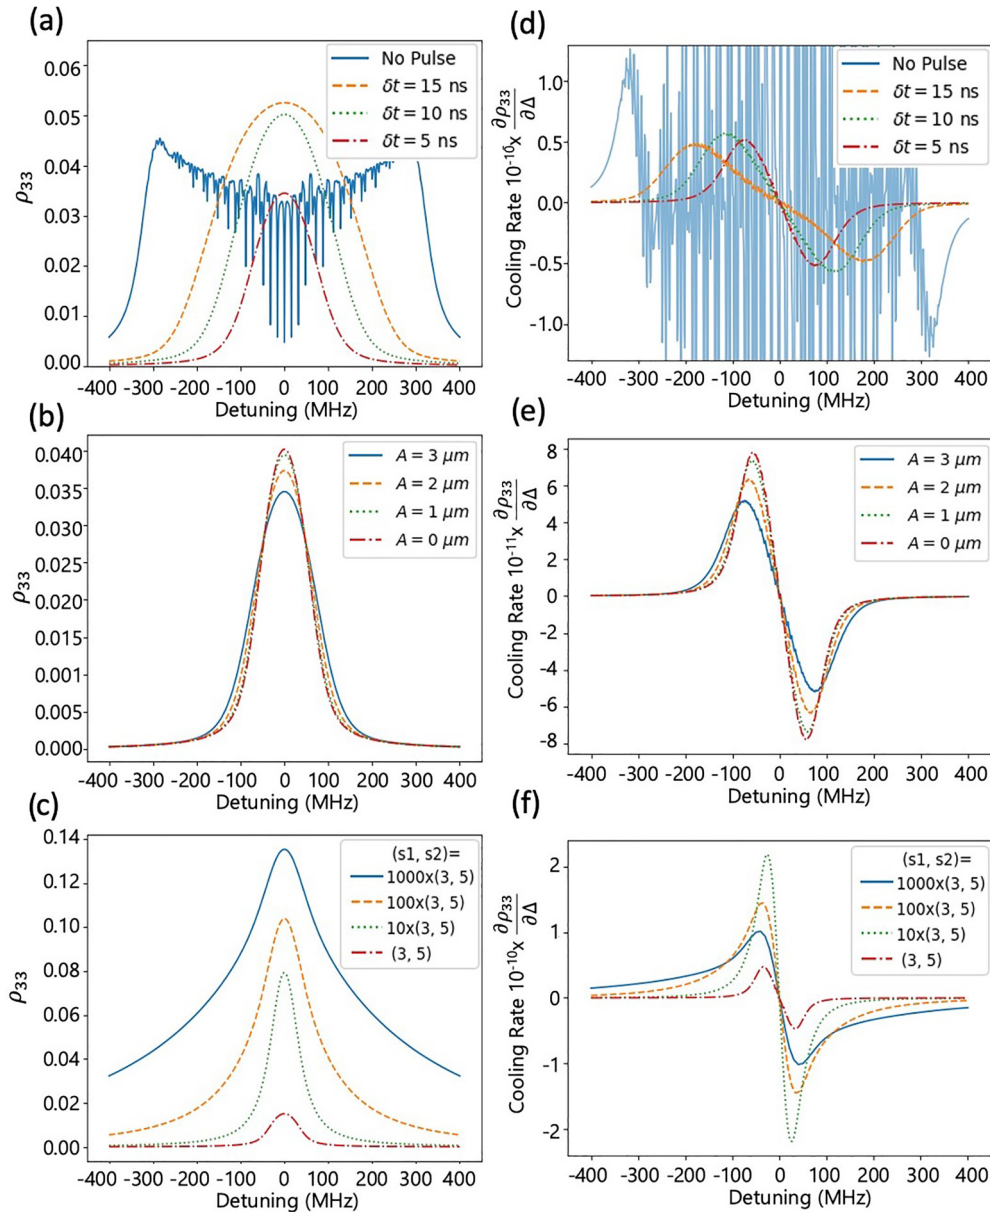 (a)
0.06
0.05
0.04
0.03
0.02
0.01
0.00
ρ33
No Pulse
δt = 15 ns
δt = 10 ns
δt = 5 ns
-400 -300 -200 -100 0 100 200 300 400
Detuning (MHz)
(d)
1.0
0.5
0.0
-0.5
-1.0
Cooling Rate 10-10x ∂ρ33/∂Δ
No Pulse
δt = 15 ns
δt = 10 ns
δt = 5 ns
-400 -300 -200 -100 0 100 200 300 400
Detuning (MHz)
(b)
0.040
0.035
0.030
0.025
0.020
0.015
0.001
0.005
0.000
ρ33
A = 3 μm
A = 2 μm
A = 1 μm
A = 0 μm
-400 -300 -200 -100 0 100 200 300 400
Detuning (MHz)
(e)
8
6
4
2
0
-2
-4
-6
-8
Cooling Rate 10-11x ∂ρ33/∂Δ
A = 3 μm
A = 2 μm
A = 1 μm
A = 0 μm
-400 -300 -200 -100 0 100 200 300 400
Detuning (MHz)
(c)
0.14
0.12
0.10
0.08
0.06
0.04
0.02
0.00
ρ33
(s1, s2)=
1000x(3, 5)
100x(3, 5)
10x(3, 5)
(3, 5)
-400 -300 -200 -100 0 100 200 300 400
Detuning (MHz)
(f)
2
1
0
-1
-2
Cooling Rate 10-10x ∂ρ33/∂Δ
(s1, s2)=
1000x(3, 5)
100x(3, 5)
10x(3, 5)
(3, 5)
-400 -300 -200 -100 0 100 200 300 400
Detuning (MHz)